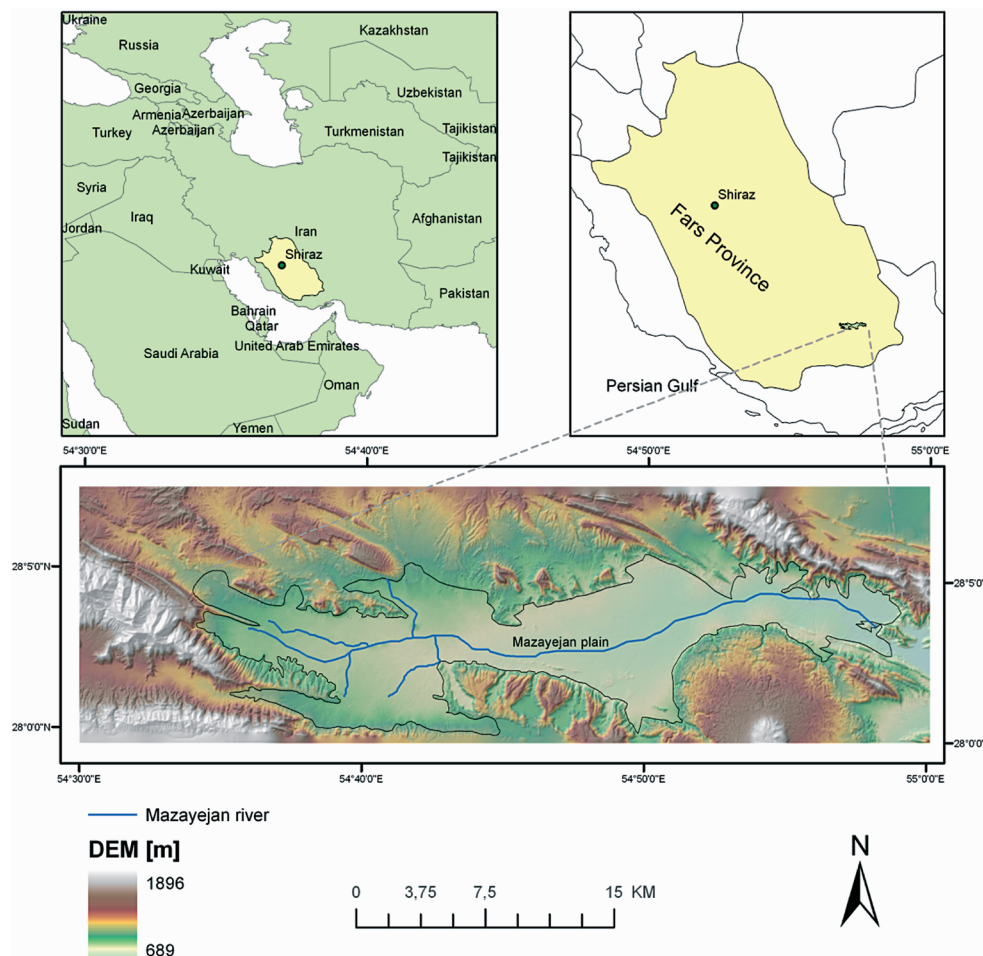 Ukraine
Russia
Kazakhstan
Georgia
Uzbekistan
Armenia
Azerbaijan
Turkey
Azerbaijan
Turkmenistan
Tajikistan
Tajikistan
Syria
Iraq
Afghanistan
Jordan
Iran
Shiraz
Kuwait
Pakistan
Bahrain
Qatar
United Arab Emirates
Saudi Arabia
Oman
Sudan
Yemen
Shiraz
Fars Province
Persian Gulf
54°30'0"E 54°40'0"E 54°50'0"E 55°0'0"E
28°5'0"N
28°5'0"
Mazayejan plain
28°0'0"N
28°0'0"
54°30'0"E 54°40'0"E 54°50'0"E 55°0'0"E
Mazayejan river
DEM [m]
1896
689
0 3,75 7,5 15 KM
N